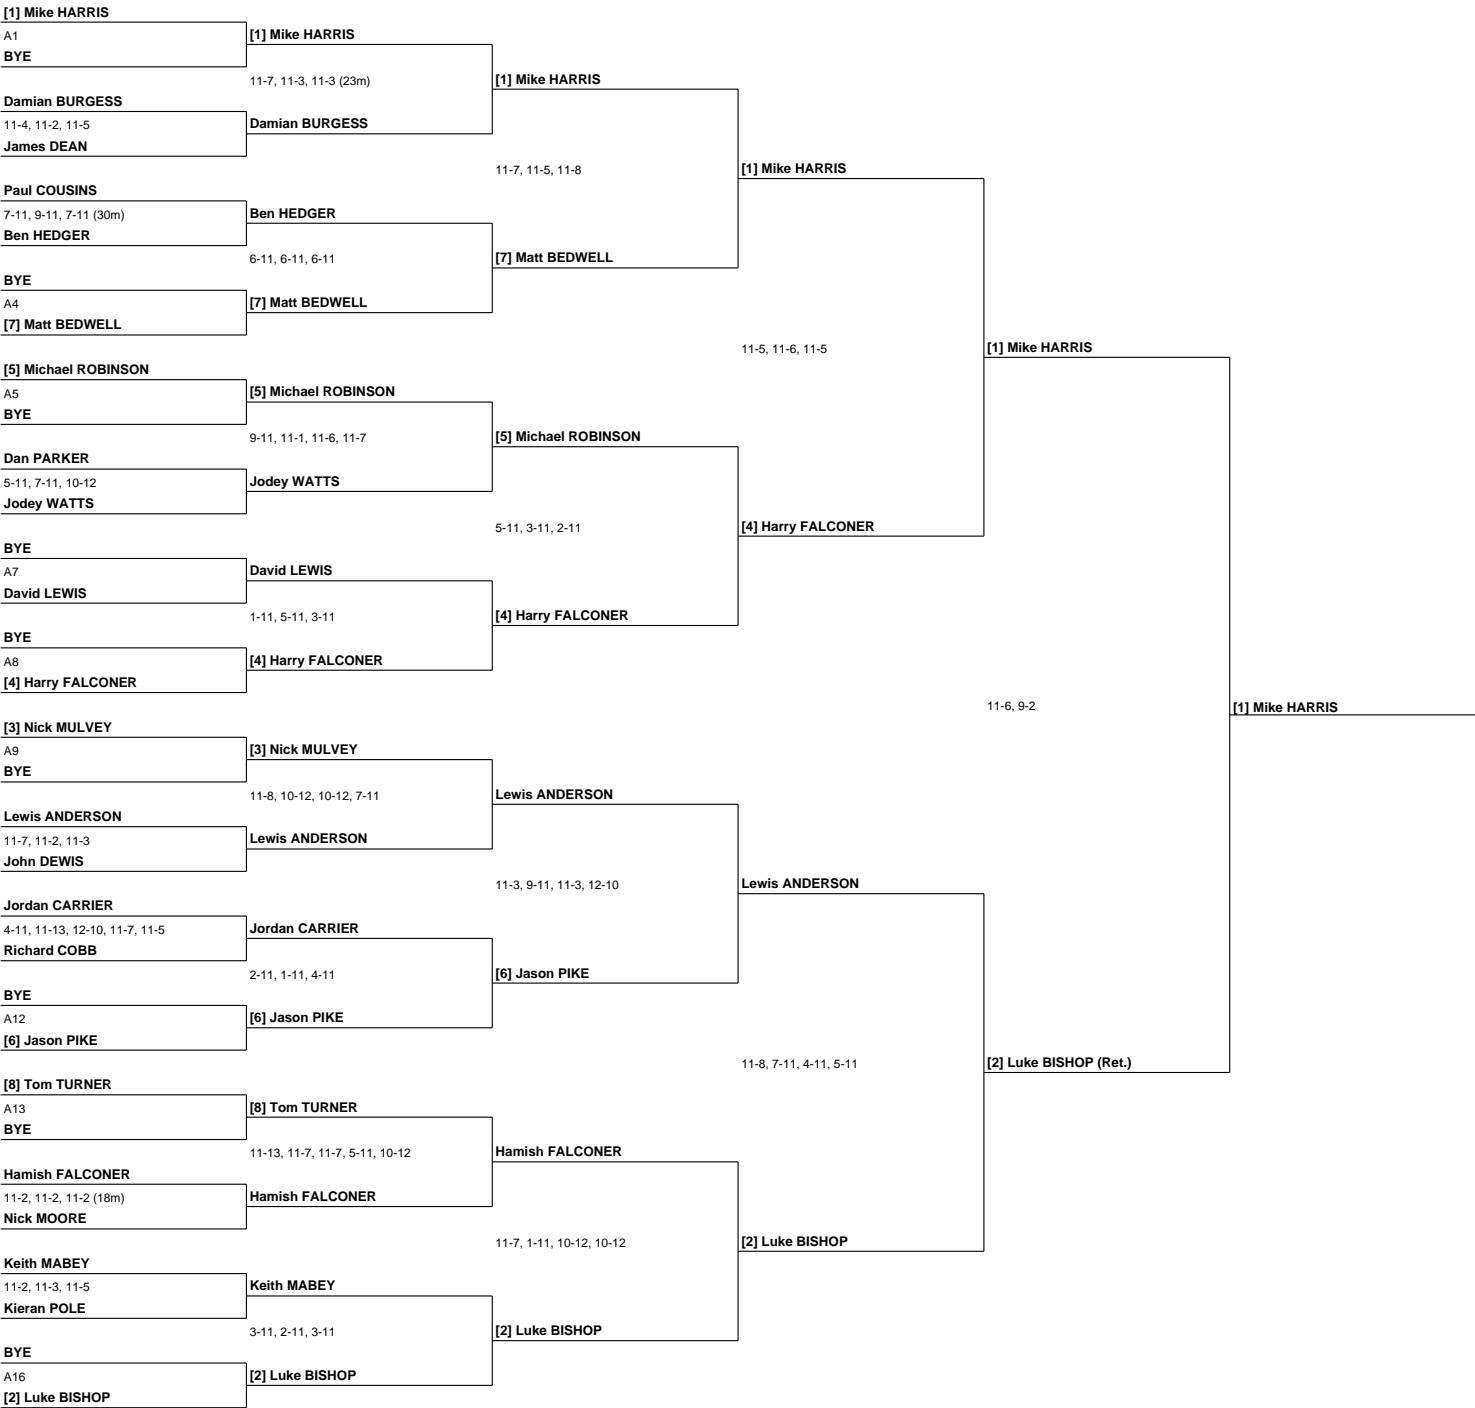 [1] Mike HARRIS
A1
BYE
Damian BURGESS
11-4, 11-2, 11-5
James DEAN
Paul COUSINS
7-11, 9-11, 7-11 (30m)
Ben HEDGER
BYE
A4
[7] Matt BEDWELL
[5] Michael ROBINSON
A5
BYE
Dan PARKER
5-11, 7-11, 10-12
Jodey WATTS
BYE
A7
David LEWIS
BYE
A8
[4] Harry FALCONER
[3] Nick MULVEY
A9
BYE
Lewis ANDERSON
11-7, 11-2, 11-3
John DEWIS
Jordan CARRIER
4-11, 11-13, 12-10, 11-7, 11-5
Richard COBB
BYE
A12
[6] Jason PIKE
[8] Tom TURNER
A13
BYE
Hamish FALCONER
11-2, 11-2, 11-2 (18m)
Nick MOORE
Keith MABEY
11-2, 11-3, 11-5
Kieran POLE
BYE
A16
[2] Luke BISHOP
[1] Mike HARRIS
11-7, 11-3, 11-3 (23m)
Damian BURGESS
Ben HEDGER
6-11, 6-11, 6-11
[7] Matt BEDWELL
[5] Michael ROBINSON
9-11, 11-1, 11-6, 11-7
Jodey WATTS
David LEWIS
1-11, 5-11, 3-11
[4] Harry FALCONER
[3] Nick MULVEY
11-8, 10-12, 10-12, 7-11
Lewis ANDERSON
Jordan CARRIER
2-11, 1-11, 4-11
[6] Jason PIKE
[8] Tom TURNER
11-13, 11-7, 11-7, 5-11, 10-12
Hamish FALCONER
Keith MABEY
3-11, 2-11, 3-11
[2] Luke BISHOP
[1] Mike HARRIS
11-7, 11-5, 11-8
[7] Matt BEDWELL
[5] Michael ROBINSON
5-11, 3-11, 2-11
[4] Harry FALCONER
Lewis ANDERSON
11-3, 9-11, 11-3, 12-10
[6] Jason PIKE
Hamish FALCONER
11-7, 1-11, 10-12, 10-12
[2] Luke BISHOP
[1] Mike HARRIS
11-5, 11-6, 11-5
[4] Harry FALCONER
Lewis ANDERSON
11-8, 7-11, 4-11, 5-11
[2] Luke BISHOP
[1] Mike HARRIS
11-6, 9-2
[2] Luke BISHOP (Ret.)
[1] Mike HARRIS